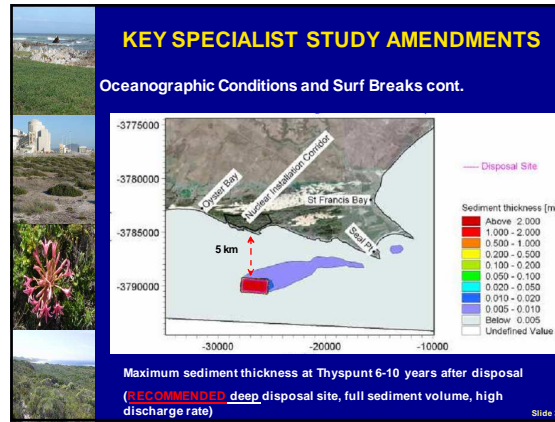 KEY SPECIALIST STUDY AMENDMENTS
Oceanographic Conditions and Surf Breaks cont.
-3775000
-3780000
-3785000
-3790000
Oyster Bay
Nuclear Installation Corridor
St Francis Bay
Seal Pt
5 km
-30000
-20000
-10000
Disposal Site
Sediment thickness [m
Above 2.000
1.000 - 2.000
0.500 - 1.000
0.200 - 0.500
0.100 - 0.200
0.050 - 0.100
0.020 - 0.050
0.010 - 0.020
0.005 - 0.010
Below 0.005
Undefined Value
Maximum sediment thickness at Thyspunt 6-10 years after disposal
(RECOMMENDED deep disposal site, full sediment volume, high
discharge rate)
Slide